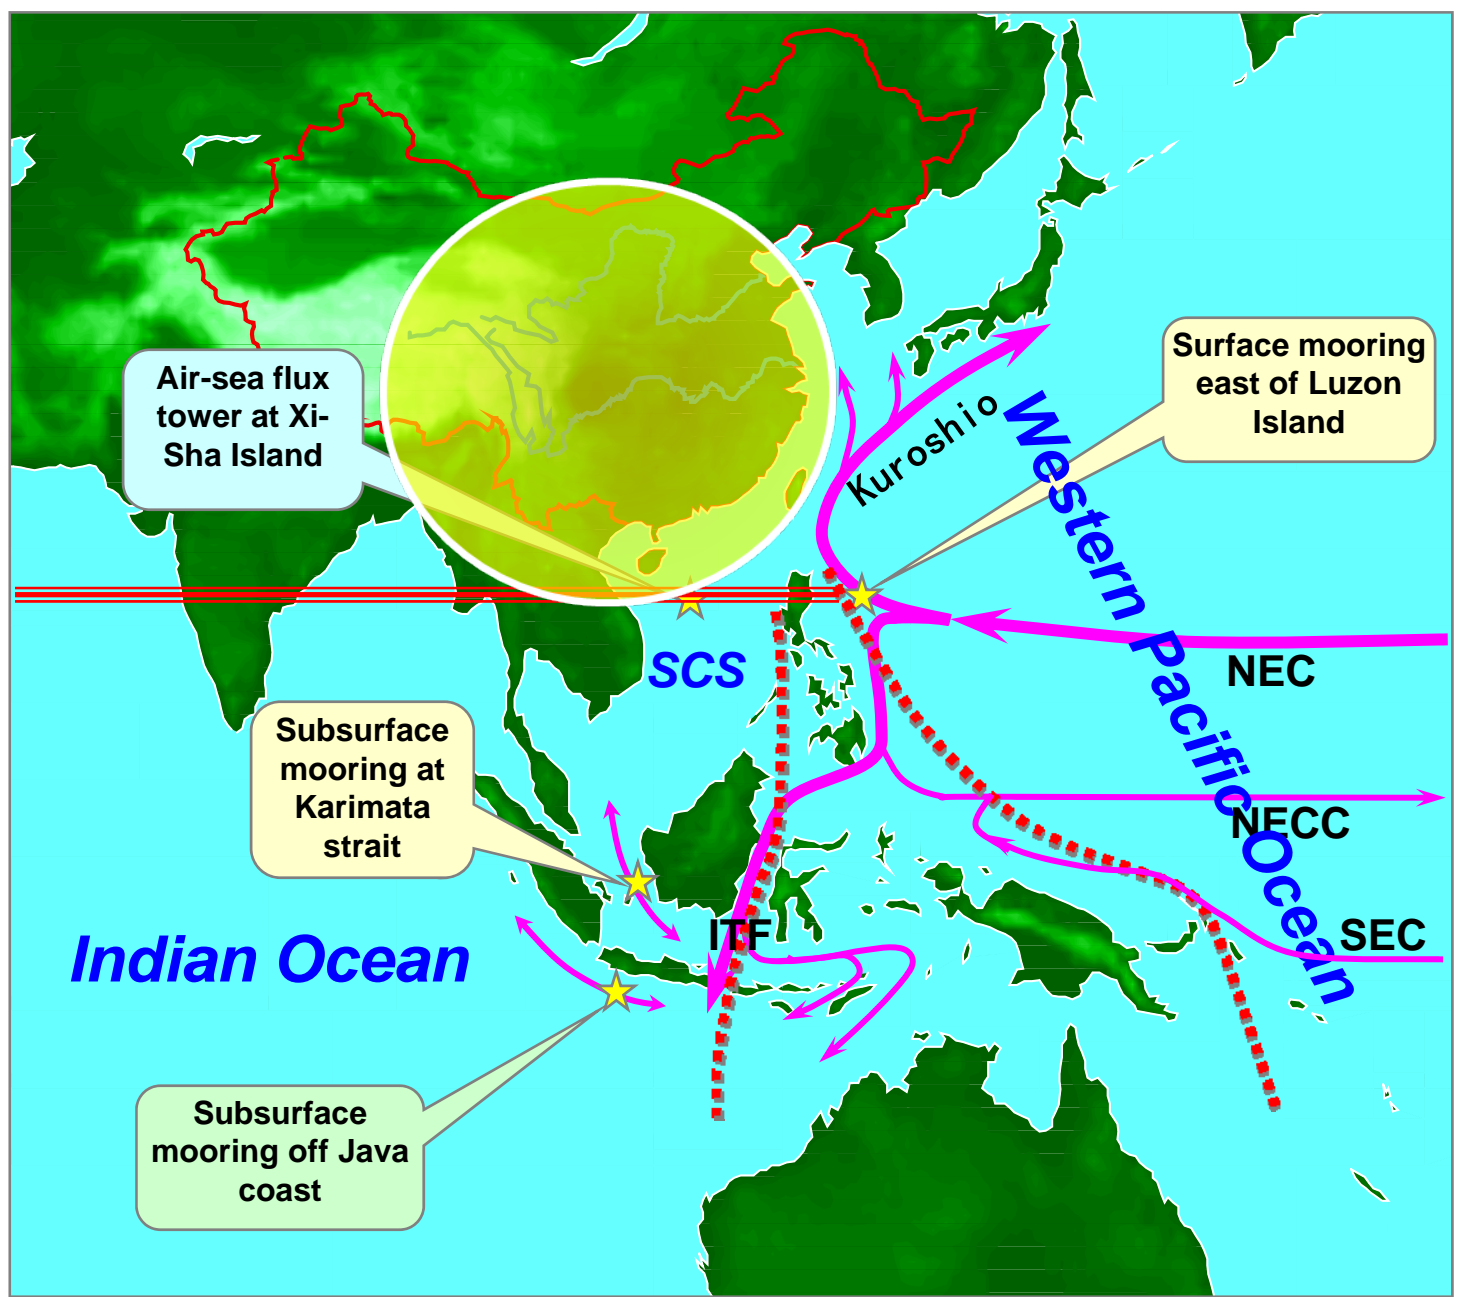 Surface mooring
east of Luzon
Island
Air-sea flux
tower at Xi-
Sha Island
Kuroshio
Western Pacific Ocean
SCS
NEC
Subsurface
mooring at
Karimata
strait
NECC
ITF
SEC
Indian Ocean
Subsurface
mooring off Java
coast